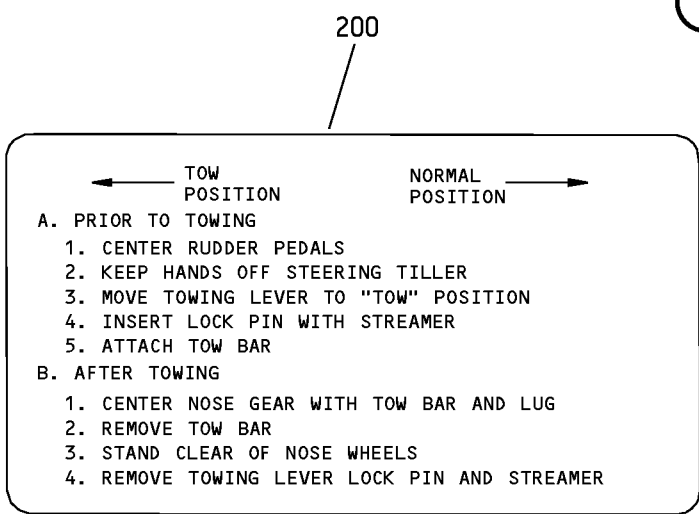 200
TOW NORMAL
POSITION POSITION
A. PRIOR TO TOWING
1. CENTER RUDDER PEDALS
2. KEEP HANDS OFF STEERING TILLER
3. MOVE TOWING LEVER TO "TOW" POSITION
4. INSERT LOCK PIN WITH STREAMER
5. ATTACH TOW BAR
B. AFTER TOWING
1. CENTER NOSE GEAR WITH TOW BAR AND LUG
2. REMOVE TOW BAR
3. STAND CLEAR OF NOSE WHEELS
4. REMOVE TOWING LEVER LOCK PIN AND STREAMER